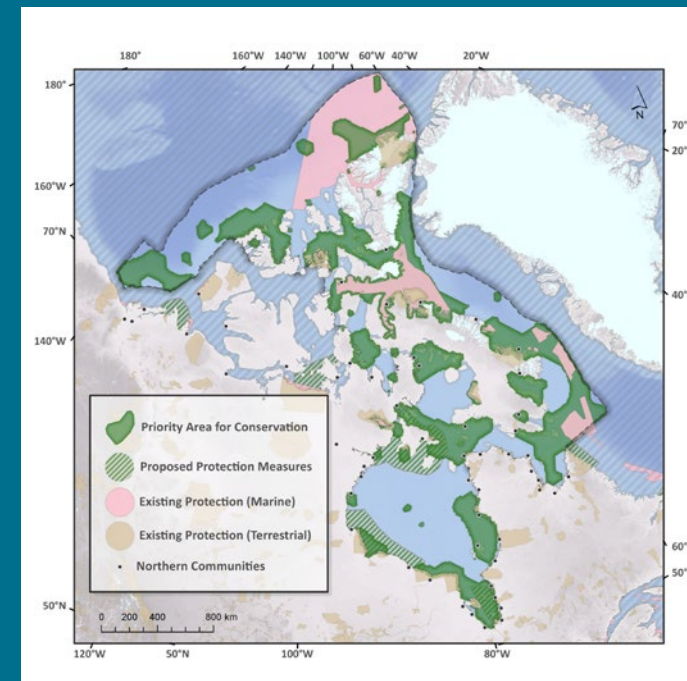 180° 160°W 140°W 100°W 80°W 60°W 40°W 20°W
180°
N
70°
20°
160°W
70°N
40°
140°W
Priority Area for Conservation
Proposed Protection Measures
Existing Protection (Marine)
Existing Protection (Terrestrial)
Northern Communities
60°
50°
50°N
0 200 400 800 km
120°W 50°N 100°W 80°W